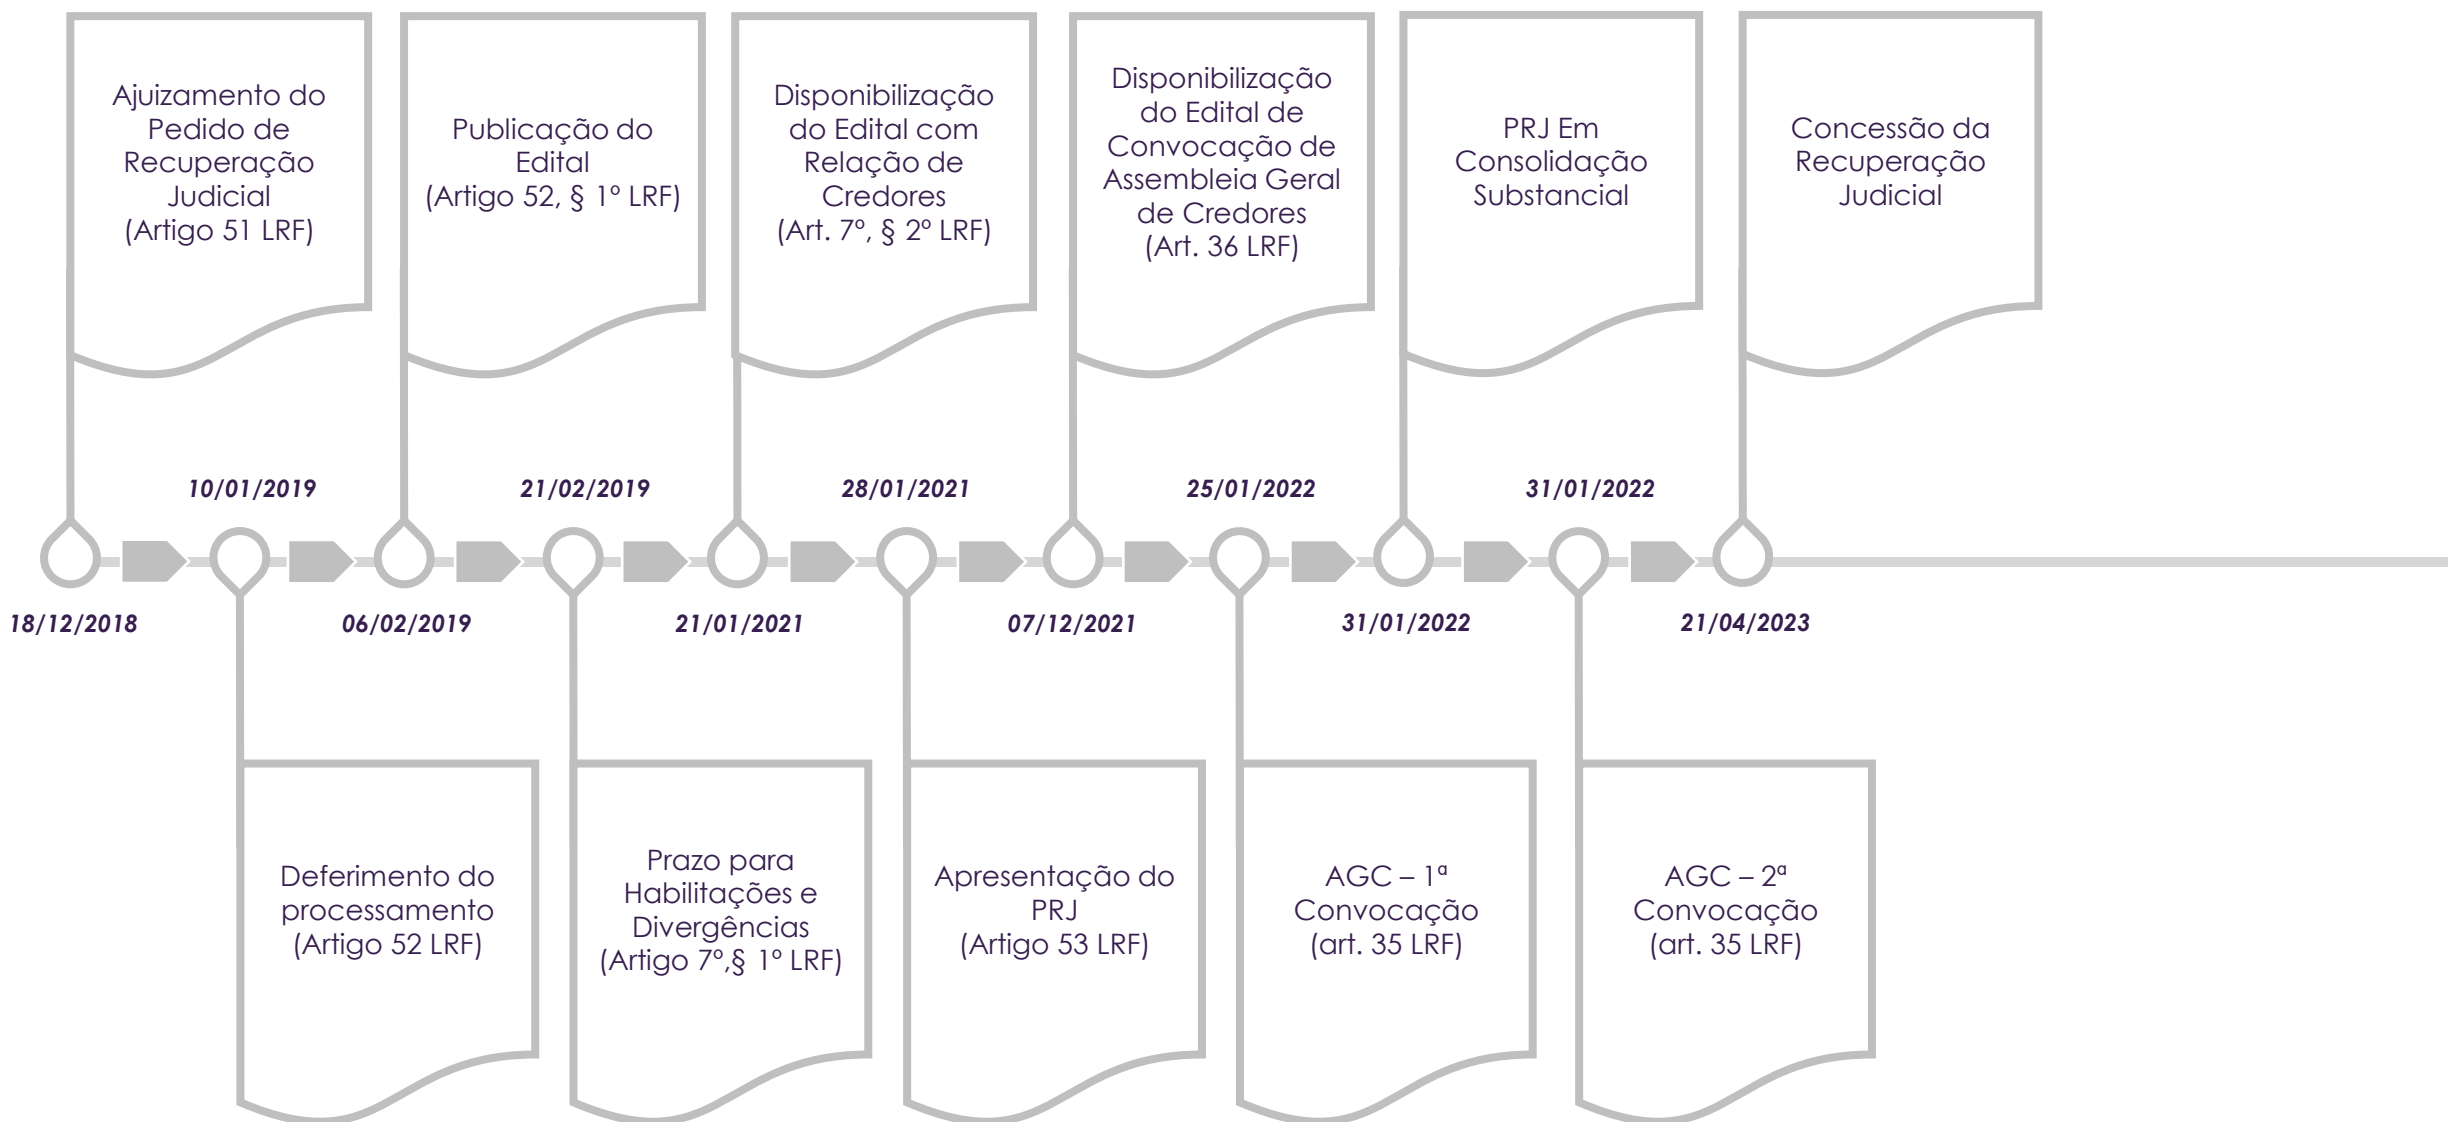 Ajuizamento do
Pedido de
Recuperação
Judicial
(Artigo 51 LRF)
Publicação do
Edital
(Artigo 52, § 1º LRF)
Disponibilização
do Edital com
Relação de
Credores
(Art. 7º, § 2º LRF)
Disponibilização
do Edital de
Convocação de
Assembleia Geral
de Credores
(Art. 36 LRF)
PRJ Em
Consolidação
Substancial
Concessão da
Recuperação
Judicial
10/01/2019
21/02/2019
28/01/2021
25/01/2022
31/01/2022
18/12/2018
06/02/2019
21/01/2021
07/12/2021
31/01/2022
21/04/2023
Deferimento do
processamento
(Artigo 52 LRF)
Prazo para
Habilitações e
Divergências
(Artigo 7º,§ 1º LRF)
Apresentação do
PRJ
(Artigo 53 LRF)
AGC – 1ª
Convocação
(art. 35 LRF)
AGC – 2ª
Convocação
(art. 35 LRF)